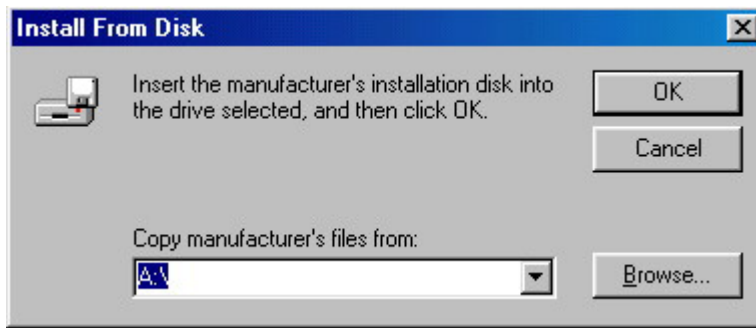 Install From Disk
Insert the manufacturer's installation disk into
the drive selected, and then click OK.
OK
Cancel
Copy manufacturer's files from:
A:\
Browse...